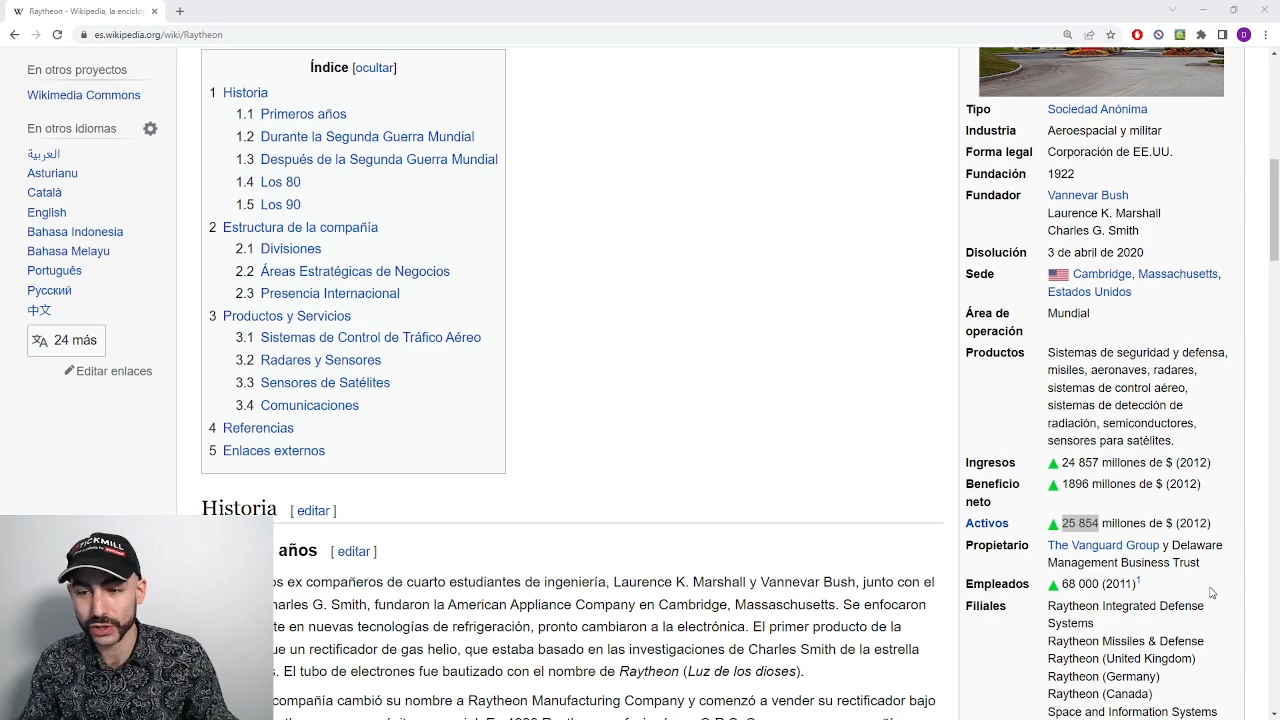 Raytheon - Wikipedia, la enciclop
es.wikipedia.org/wiki/Raytheon
D
En otros proyectos
Wikimedia Commons
En otros idiomas
العربية
Asturianu
Català
English
Bahasa Indonesia
Bahasa Melayu
Português
Русский
中文
24 más
Editar enlaces
Índice [ocultar]
1 Historia
1.1 Primeros años
1.2 Durante la Segunda Guerra Mundial
1.3 Después de la Segunda Guerra Mundial
1.4 Los 80
1.5 Los 90
2 Estructura de la compañía
2.1 Divisiones
2.2 Áreas Estratégicas de Negocios
2.3 Presencia Internacional
3 Productos y Servicios
3.1 Sistemas de Control de Tráfico Aéreo
3.2 Radares y Sensores
3.3 Sensores de Satélites
3.4 Comunicaciones
4 Referencias
5 Enlaces externos
Historia [ editar ]
años [ editar ]
os ex compañeros de cuarto estudiantes de ingeniería, Laurence K. Marshall y Vannevar Bush, junto con el
harles G. Smith, fundaron la American Appliance Company en Cambridge, Massachusetts. Se enfocaron
te en nuevas tecnologías de refrigeración, pronto cambiaron a la electrónica. El primer producto de la
ue un rectificador de gas helio, que estaba basado en las investigaciones de Charles Smith de la estrella
. El tubo de electrones fue bautizado con el nombre de Raytheon (Luz de los dioses).
compañía cambió su nombre a Raytheon Manufacturing Company y comenzó a vender su rectificador bajo
Tipo Sociedad Anónima
Industria Aeroespacial y militar
Forma legal Corporación de EE.UU.
Fundación 1922
Fundador Vannevar Bush
Laurence K. Marshall
Charles G. Smith
Disolución 3 de abril de 2020
Sede Cambridge, Massachusetts,
Estados Unidos
Área de Mundial
operación
Productos Sistemas de seguridad y defensa,
misiles, aeronaves, radares,
sistemas de control aéreo,
sistemas de detección de
radiación, semiconductores,
sensores para satélites.
Ingresos ▲ 24 857 millones de $ (2012)
Beneficio ▲ 1896 millones de $ (2012)
neto
Activos ▲ 25 854 millones de $ (2012)
Propietario The Vanguard Group y Delaware
Management Business Trust
Empleados ▲ 68 000 (2011)1
Filiales Raytheon Integrated Defense
Systems
Raytheon Missiles & Defense
Raytheon (United Kingdom)
Raytheon (Germany)
Raytheon (Canada)
Space and Information Systems
TICKMILL